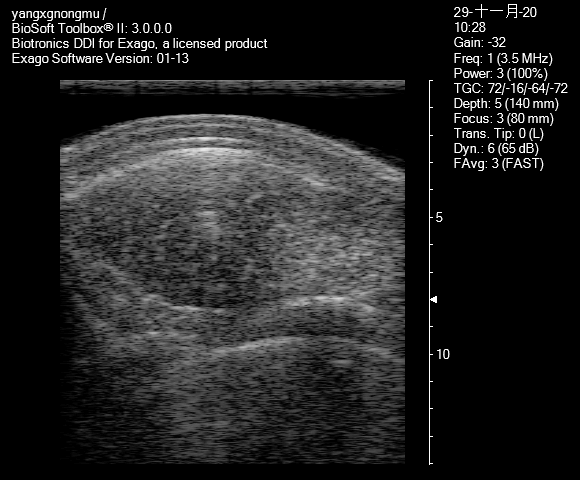 yangxgnongmu /
BioSoft Toolbox® II: 3.0.0.0
Biotronics DDI for Exago, a licensed product
Exago Software Version: 01-13
29-十一月-20
10:28
Gain: -32
Freq: 1 (3.5 MHz)
Power: 3 (100%)
TGC: 72/-16/-64/-72
Depth: 5 (140 mm)
Focus: 3 (80 mm)
Trans. Tip: 0 (L)
Dyn.: 6 (65 dB)
FAvg: 3 (FAST)
5
10